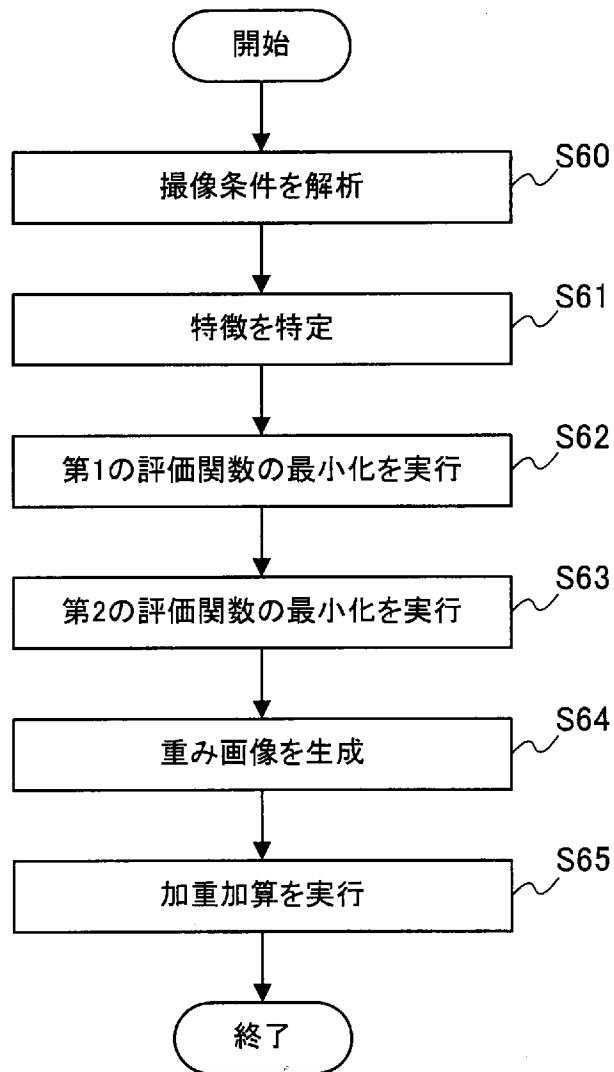 開始
撮像条件を解析
S60
特徴を特定
S61
第1の評価関数の最小化を実行
S62
第2の評価関数の最小化を実行
S63
重み画像を生成
S64
加重加算を実行
S65
終了